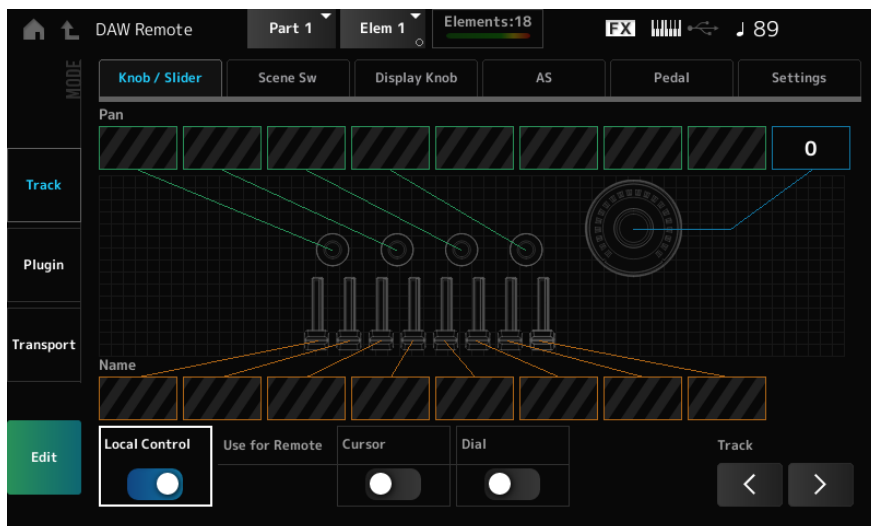 DAW Remote
Part 1
Elem 1
Elements:18
FX
♩ 89
MODE
Knob / Slider
Scene Sw
Display Knob
AS
Pedal
Settings
Pan
0
Track
Plugin
Transport
Name
Edit
Local Control
Use for Remote
Cursor
Dial
Track